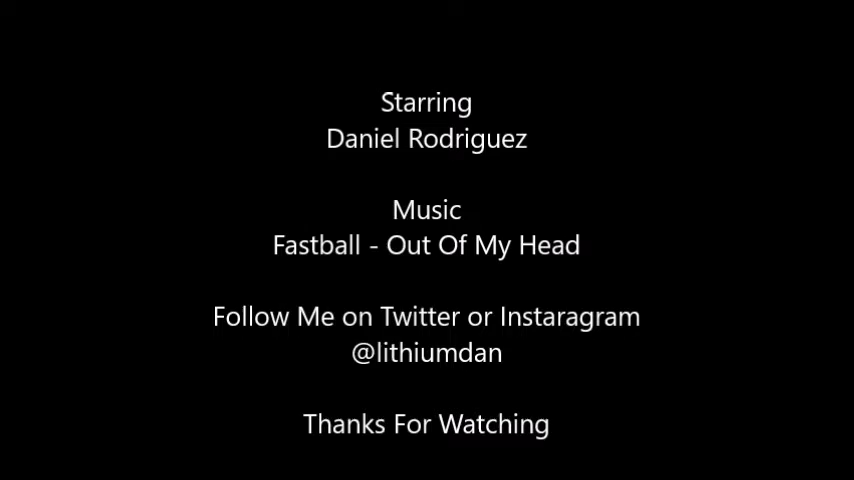 Starring
Daniel Rodriguez
Music
Fastball - Out Of My Head
Follow Me on Twitter or Instaragram
@lithiumdan
Thanks For Watching